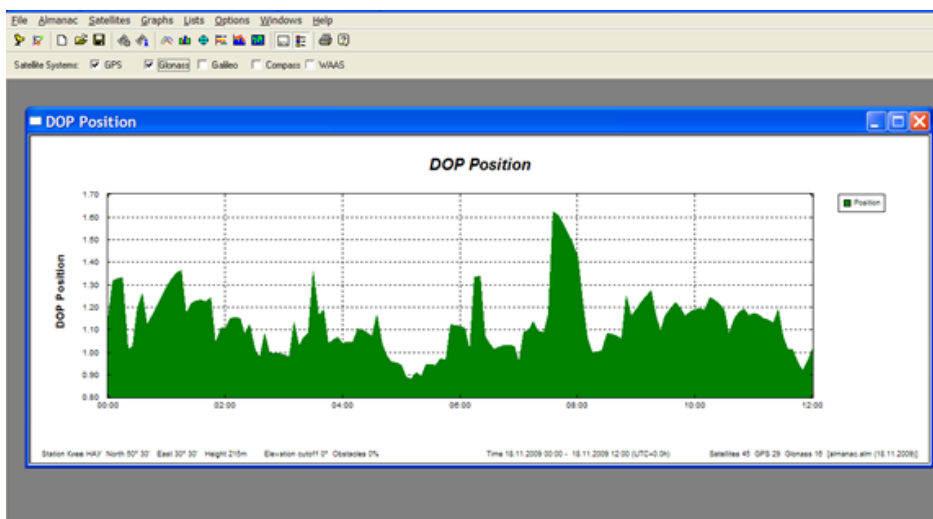 File Almanac Satellites Graphs Lists Options Windows Help
Satellite Systems: GPS Glonass Galileo Compass WAAS
DOP Position
DOP Position
1.70
1.60
1.50
1.40
1.30
1.20
1.10
1.00
0.90
0.80
DOP Position
00:00 02:00 04:00 06:00 08:00 10:00 12:00
Position
Station Киев НАУ North 50° 30' East 30° 30' Height 215m Elevation cutoff 0° Obstacles 0% Time 18.11.2009 00:00 - 18.11.2009 12:00 (UTC+0.0h) Satellites 45 GPS 29 Glonass 16 [almanac.alm (18.11.2009)]